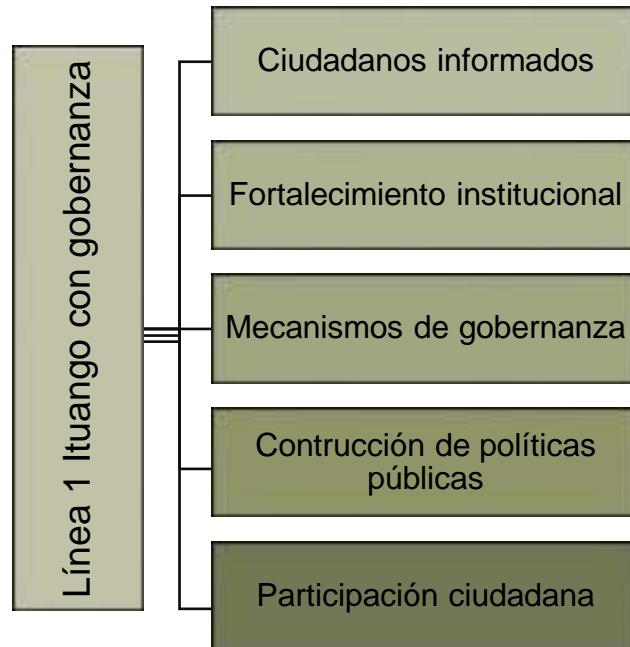 Línea 1 Ituango con gobernanza
Ciudadanos informados
Fortalecimiento institucional
Mecanismos de gobernanza
Contrucción de políticas
públicas
Participación ciudadana